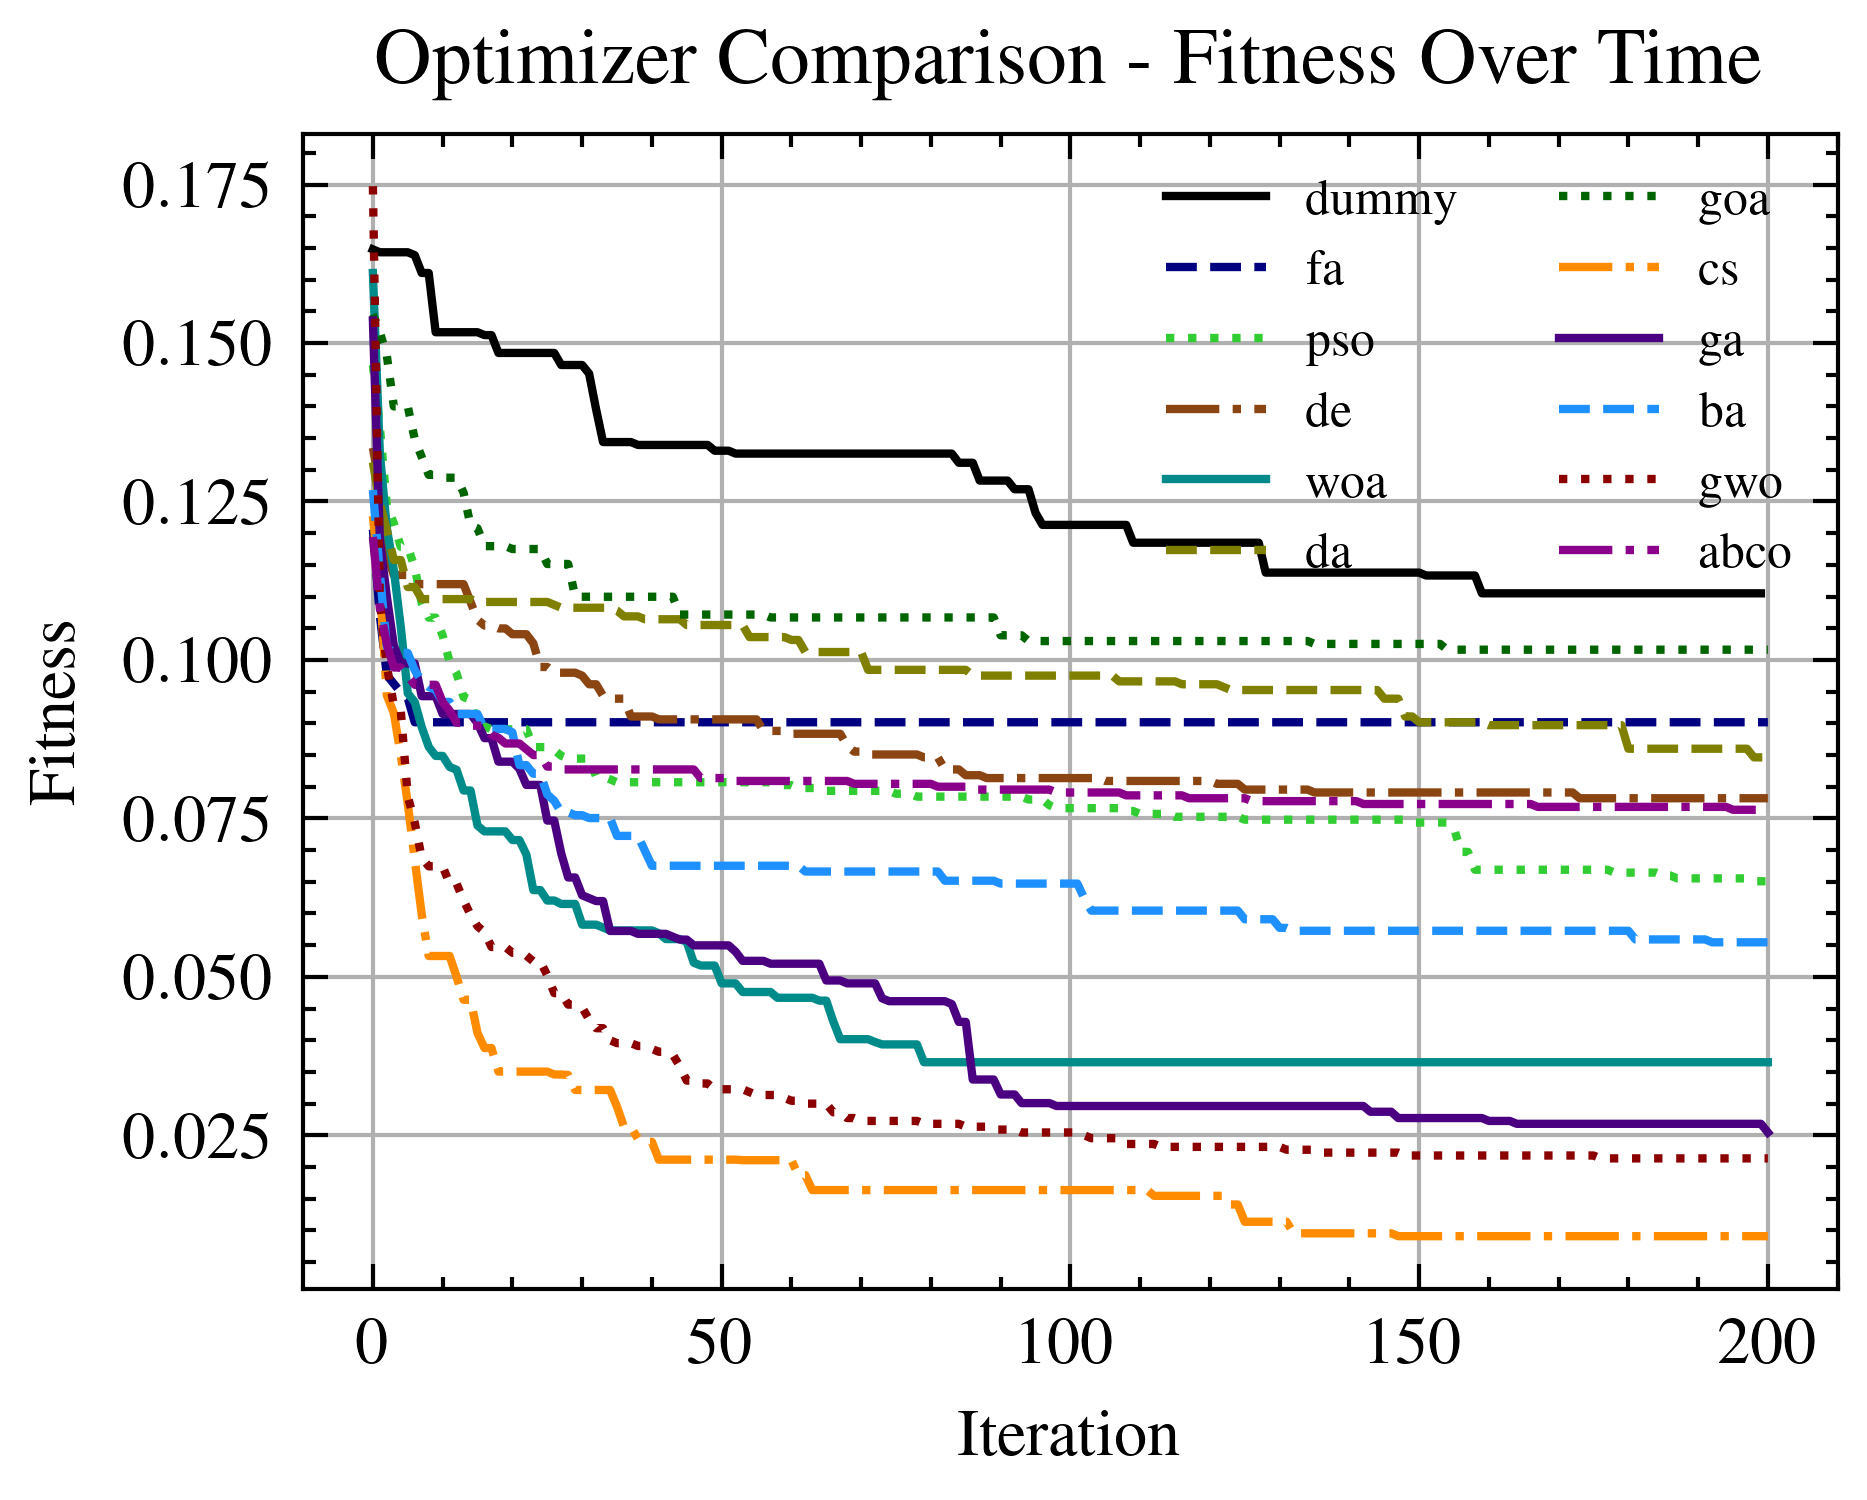 Optimizer Comparison - Fitness Over Time
0.175
0.150
0.125
0.100
0.075
0.050
0.025
Fitness
dummy
fa
pso
de
woa
da
goa
cs
ga
ba
gwo
abco
0 50 100 150 200
Iteration